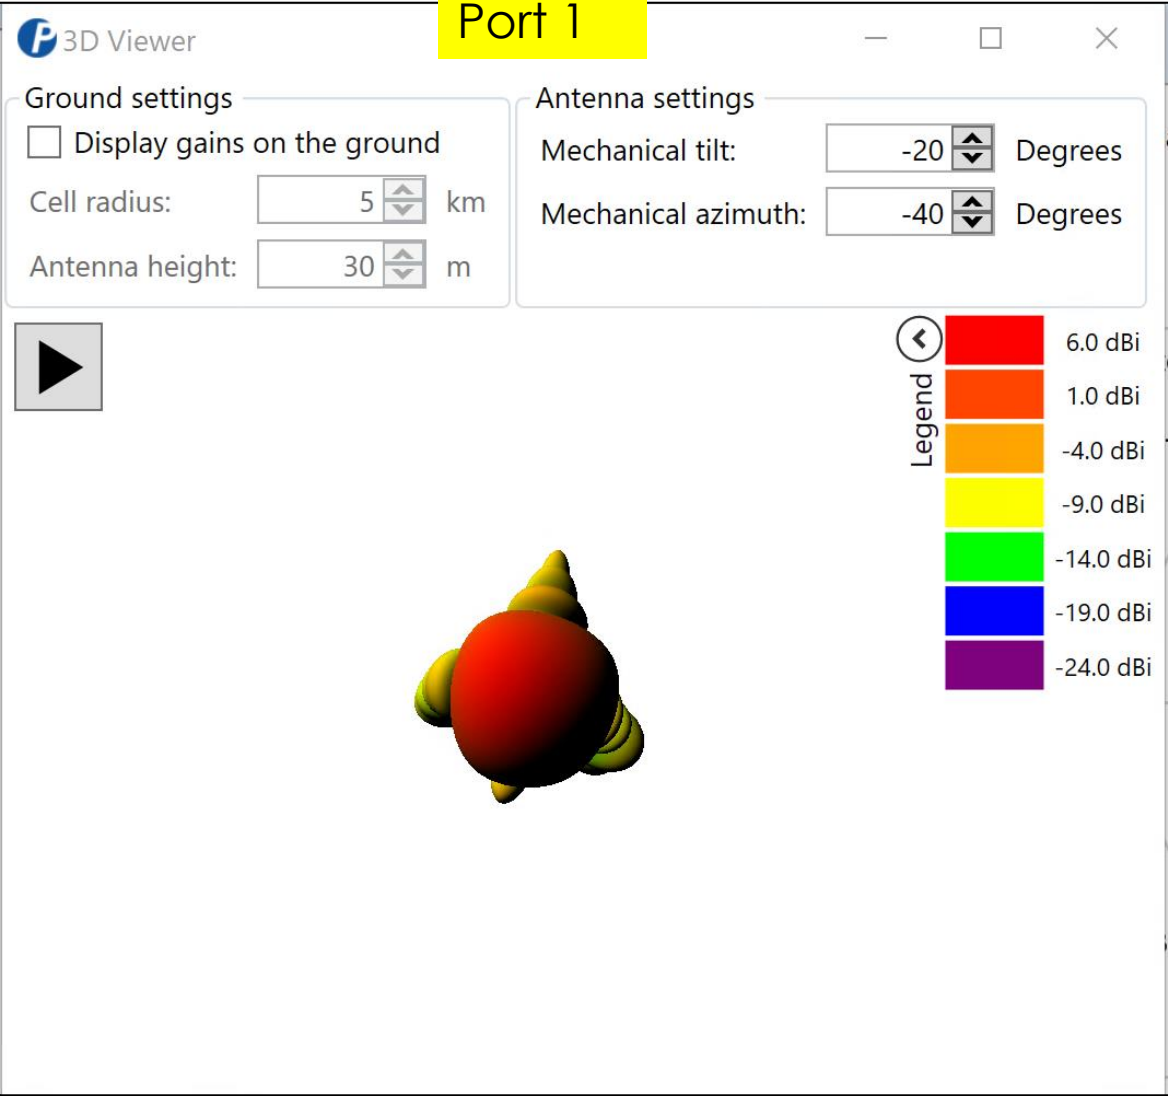 Port 1
3D Viewer
Ground settings
Display gains on the ground
Cell radius: 5 km
Antenna height: 30 m
Antenna settings
Mechanical tilt: -20 Degrees
Mechanical azimuth: -40 Degrees
Legend
6.0 dBi
1.0 dBi
-4.0 dBi
-9.0 dBi
-14.0 dBi
-19.0 dBi
-24.0 dBi